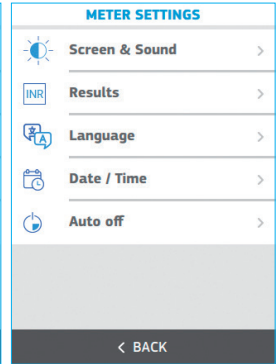 METER SETTINGS
Screen & Sound
INR Results
Language
Date / Time
Auto off
< BACK